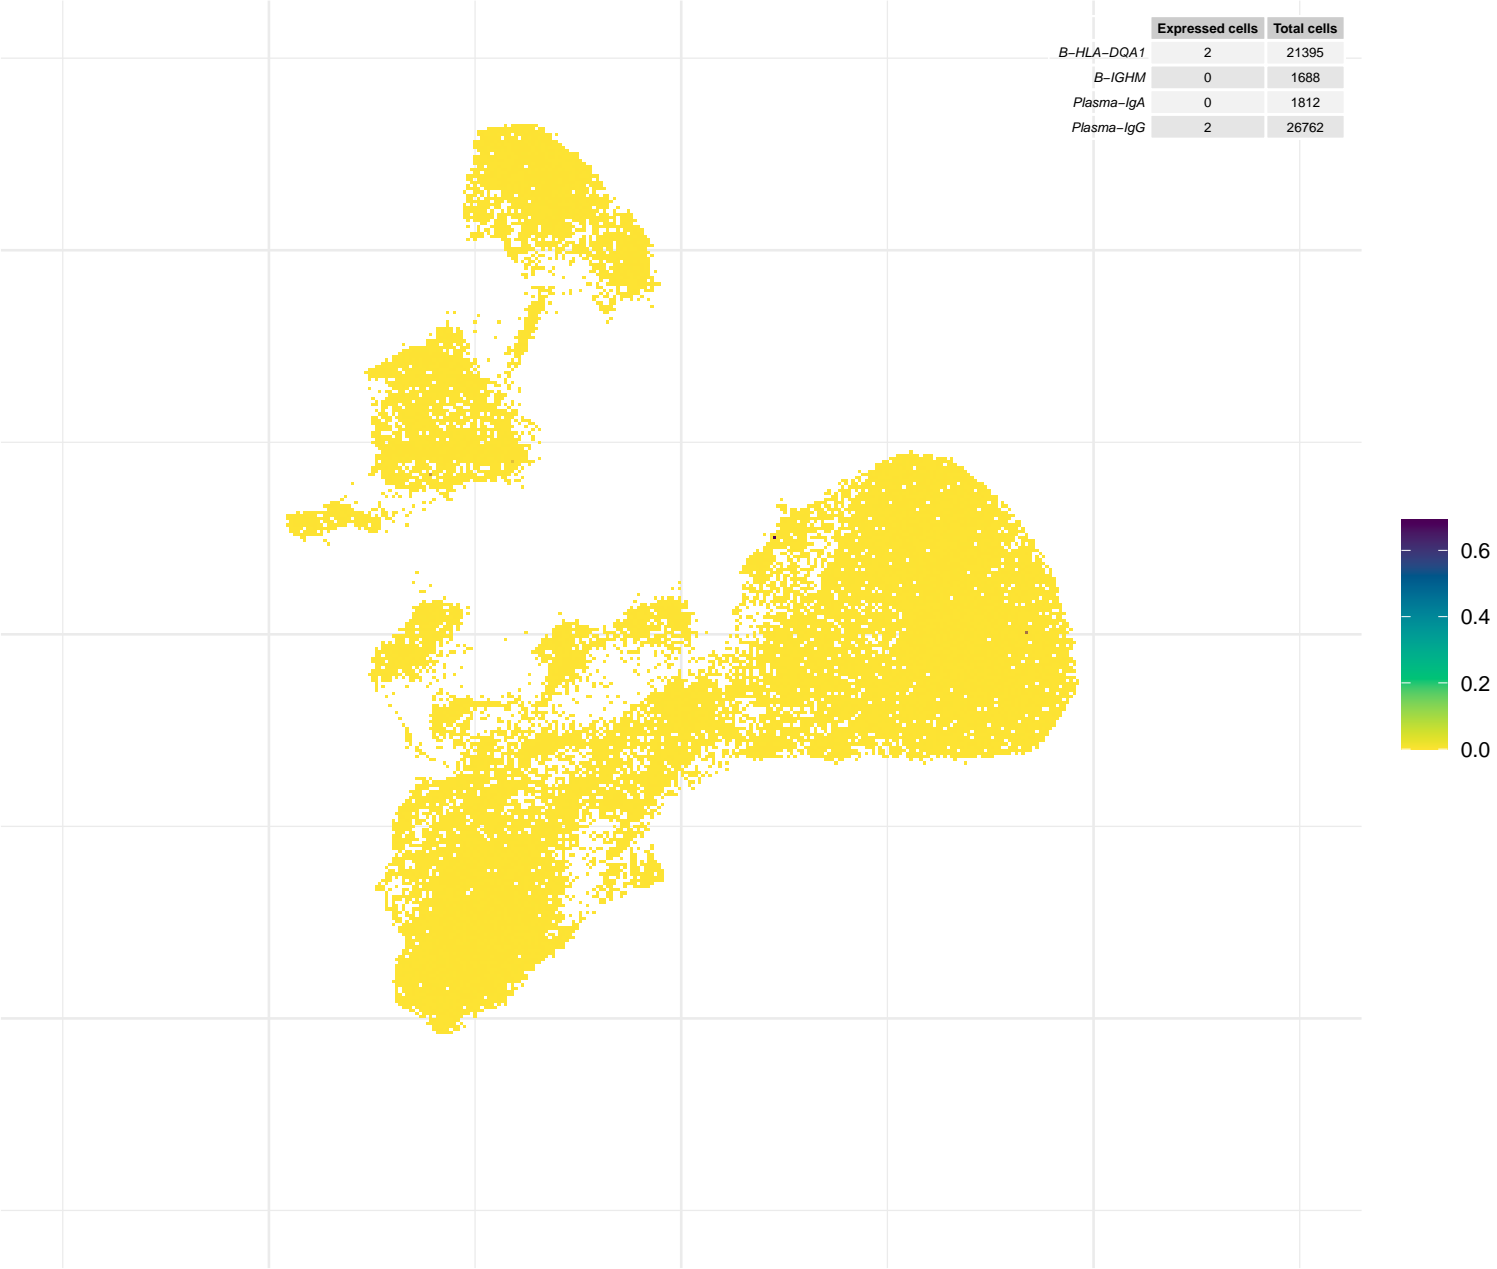 Expressed cells Total cells
B−HLA−DQA1 2 21395
B−IGHM 0 1688
Plasma−IgA 0 1812
Plasma−IgG 2 26762
0.6
0.4
0.2
0.0